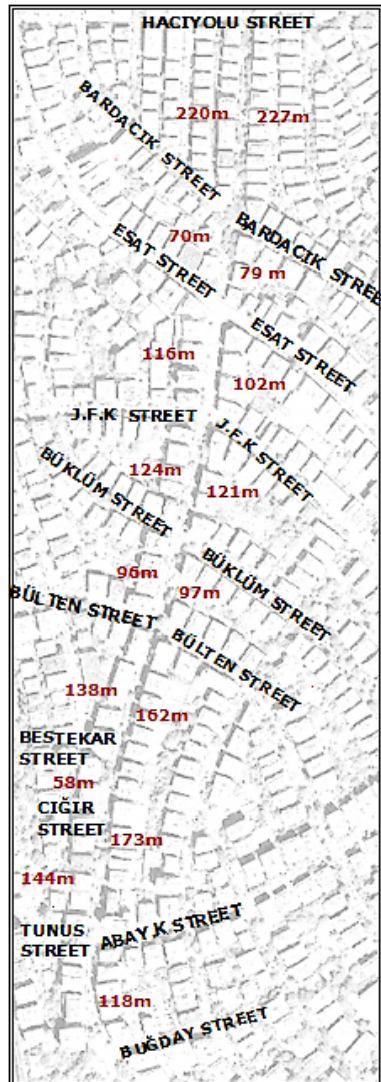 HACIYOLU STREET
220m
227m
BARDACIK STREET
BARDACIK STREE
70m
79 m
ESAT STREET
ESAT STREET
116m
102m
J.F.K STREET
J.F.K STREET
124m
121m
BÜKLÜM STREET
BÜKLÜM STREET
96m
97m
BÜLTEN STREET
BÜLTEN STREET
138m
162m
BESTEKAR
STREET
58m
CIĞIR
STREET
173m
144m
TUNUS
STREET
ABAY,K STREET
118m
BUĞDAY STREET